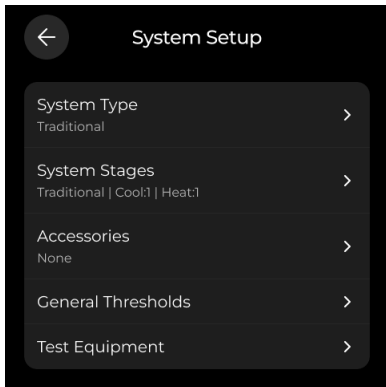 System Setup
System Type
Traditional
System Stages
Traditional | Cool:1 | Heat:1
Accessories
None
General Thresholds
Test Equipment